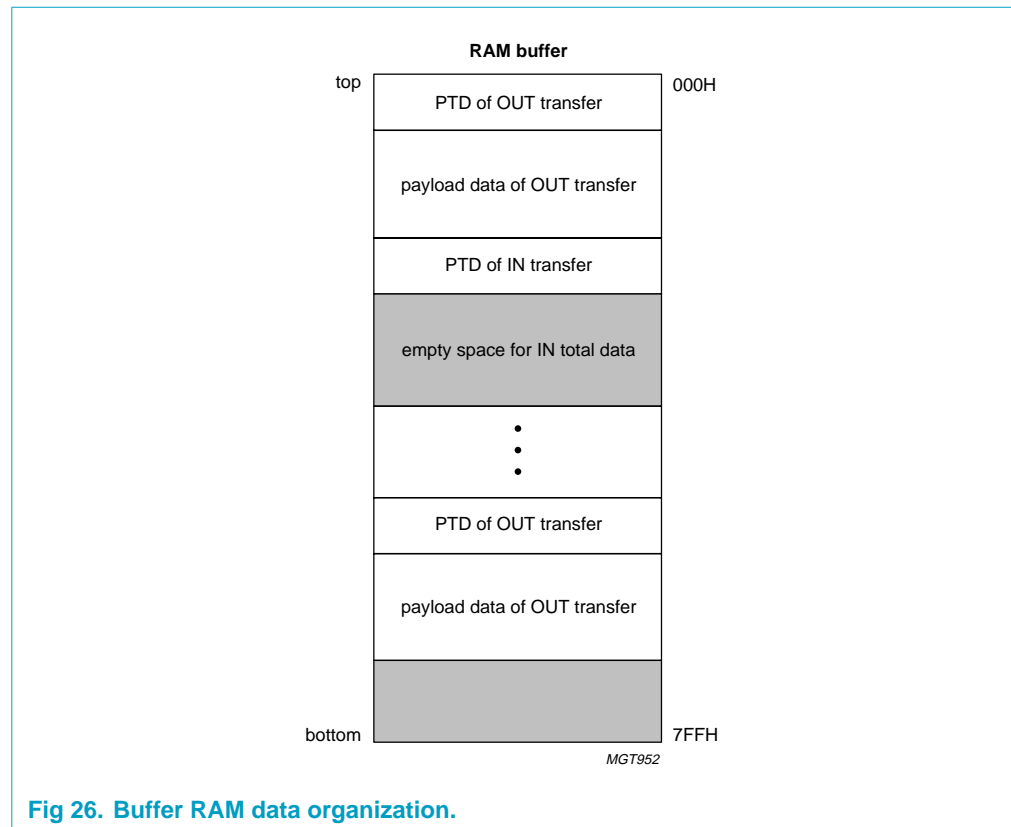 RAM buffer
top
000H
PTD of OUT transfer
payload data of OUT transfer
PTD of IN transfer
empty space for IN total data
PTD of OUT transfer
payload data of OUT transfer
bottom
7FFH
MGT952
Fig 26. Buffer RAM data organization.